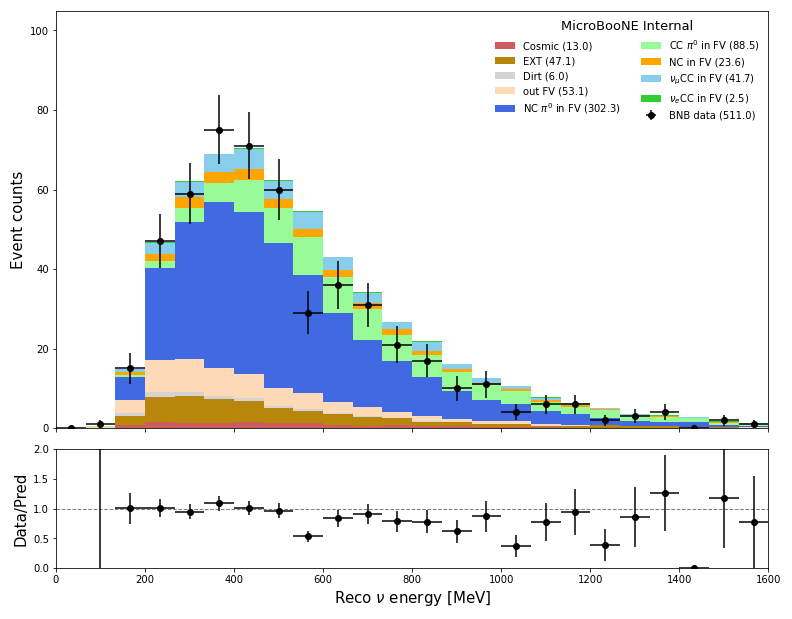 MicroBooNE Internal
Cosmic (13.0)
EXT (47.1)
Dirt (6.0)
out FV (53.1)
NC π⁰ in FV (302.3)
CC π⁰ in FV (88.5)
NC in FV (23.6)
νμCC in FV (41.7)
νeCC in FV (2.5)
BNB data (511.0)
Event counts
100
80
60
40
20
0
Data/Pred
2.0
1.5
1.0
0.5
0.0
0 200 400 600 800 1000 1200 1400 1600
Reco ν energy [MeV]